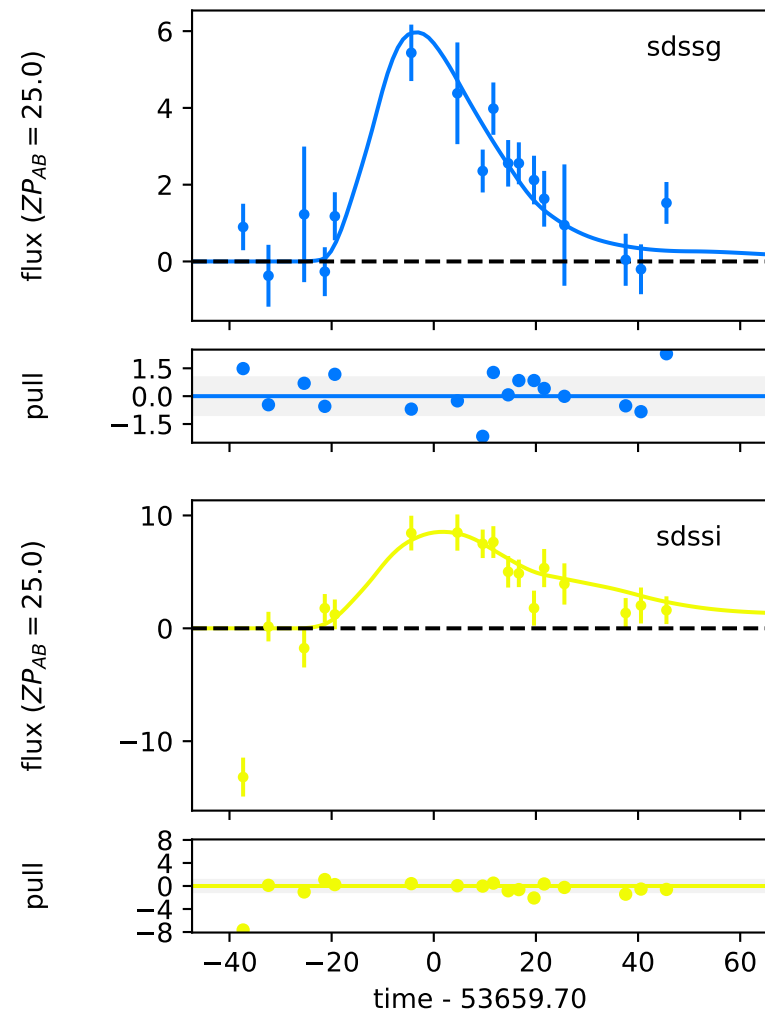 sdssg
flux (ZP_AB = 25.0)
6
4
2
0
pull
1.5
0.0
−1.5
sdssi
flux (ZP_AB = 25.0)
10
0
−10
pull
8
4
0
−4
−8
−40 −20 0 20 40 60
time - 53659.70